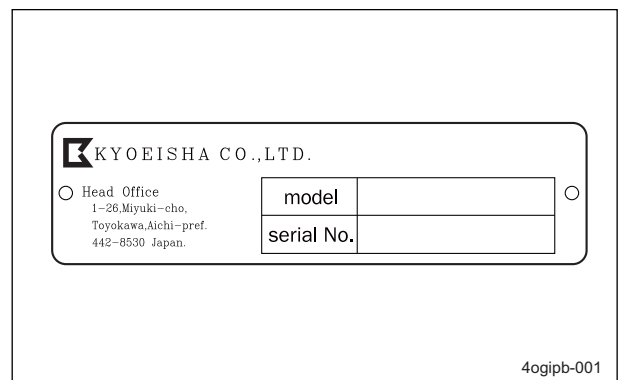 KYOEISHA CO.,LTD.
Head Office
1-26,Miyuki-cho,
Toyokawa,Aichi-pref.
442-8530 Japan.
model
serial No.
4ogipb-001